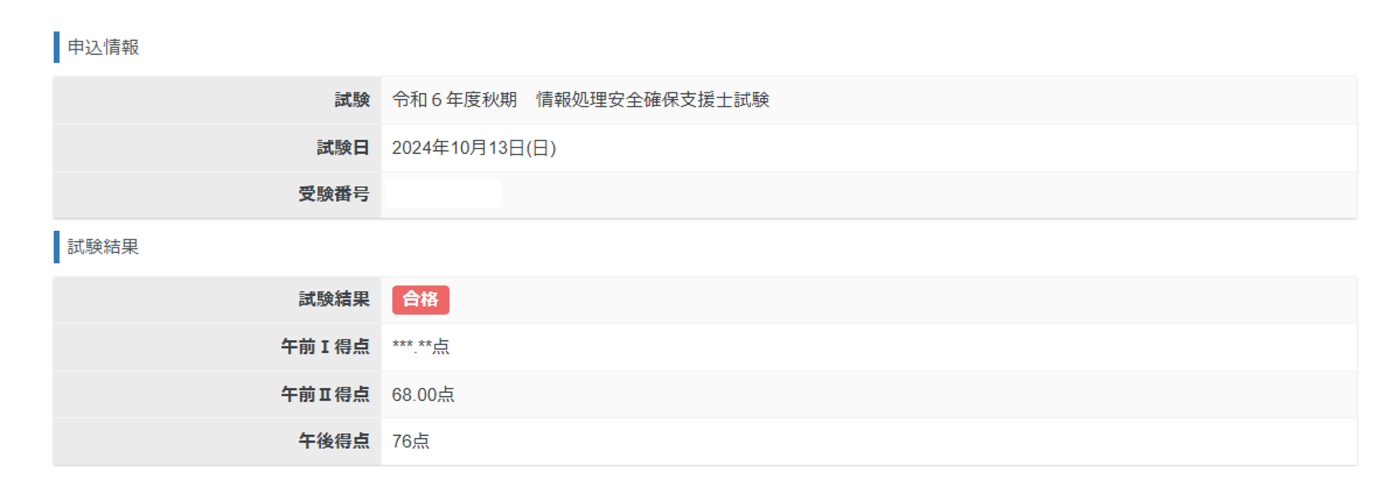 申込情報
試験 令和６年度秋期　情報処理安全確保支援士試験
試験日 2024年10月13日(日)
受験番号
試験結果
試験結果 合格
午前Ⅰ得点 ***.**点
午前Ⅱ得点 68.00点
午後得点 76点